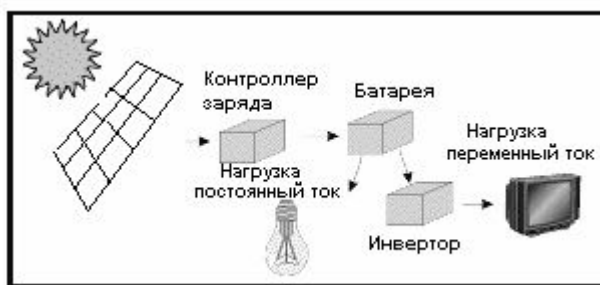 Контроллер
заряда
Батарея
Нагрузка
переменный ток
Нагрузка
постоянный ток
Инвертор